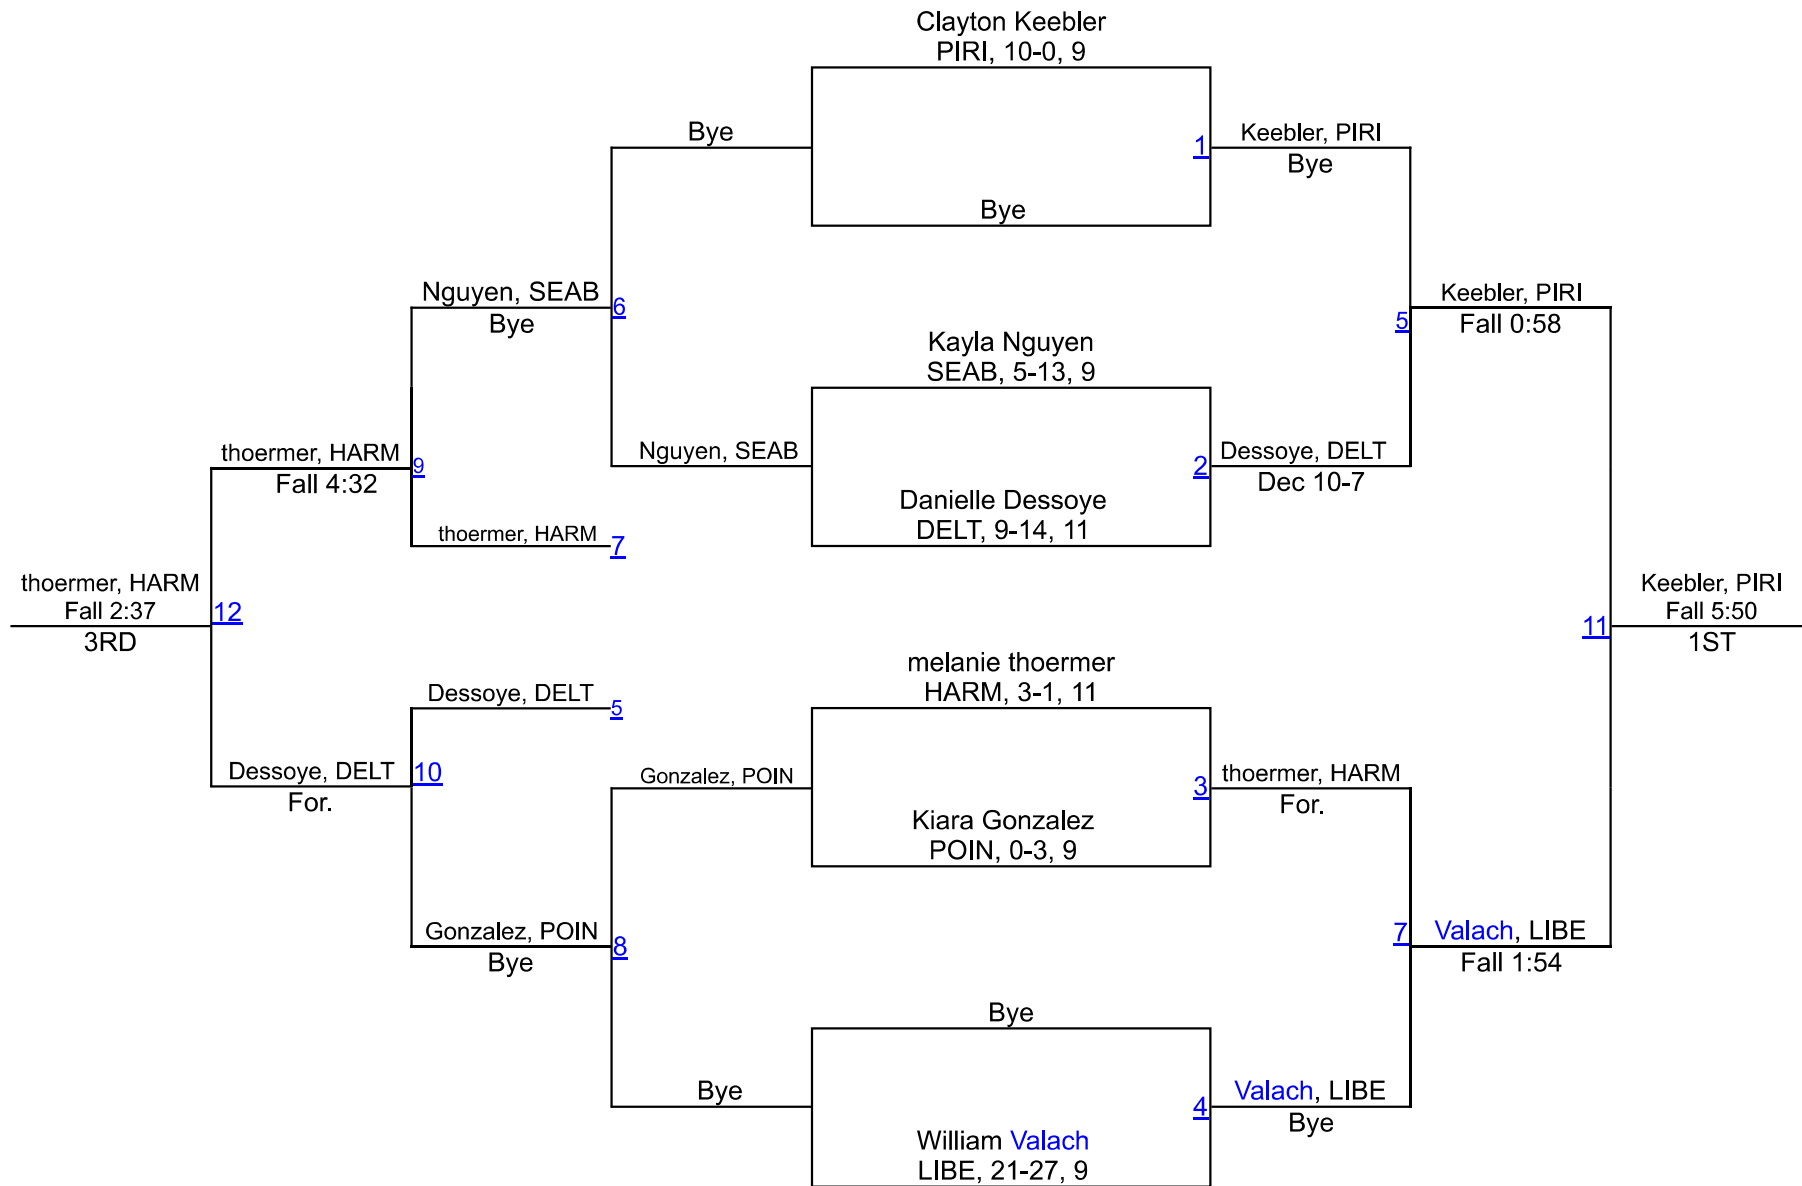 Clayton Keebler
PIRI, 10-0, 9
Bye
1
Keebler, PIRI
Bye
Bye
Nguyen, SEAB
Bye
6
Keebler, PIRI
Fall 0:58
5
Kayla Nguyen
SEAB, 5-13, 9
thoermer, HARM
Fall 4:32
9
Nguyen, SEAB
2
Dessoye, DELT
Dec 10-7
Danielle Dessoye
DELT, 9-14, 11
thoermer, HARM
7
thoermer, HARM
Fall 2:37
3RD
12
Keebler, PIRI
Fall 5:50
1ST
11
melanie thoermer
HARM, 3-1, 11
Dessoye, DELT
5
Dessoye, DELT
For.
10
Gonzalez, POIN
3
thoermer, HARM
For.
Kiara Gonzalez
POIN, 0-3, 9
Gonzalez, POIN
Bye
8
7
Valach, LIBE
Fall 1:54
Bye
Bye
4
Valach, LIBE
Bye
William Valach
LIBE, 21-27, 9